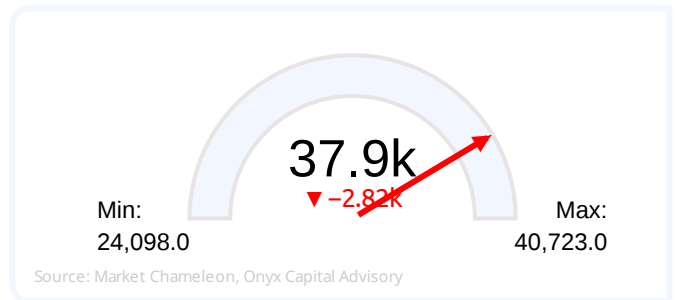 37.9k
▼−2.82k
Min:
24,098.0
Max:
40,723.0
Source: Market Chameleon, Onyx Capital Advisory